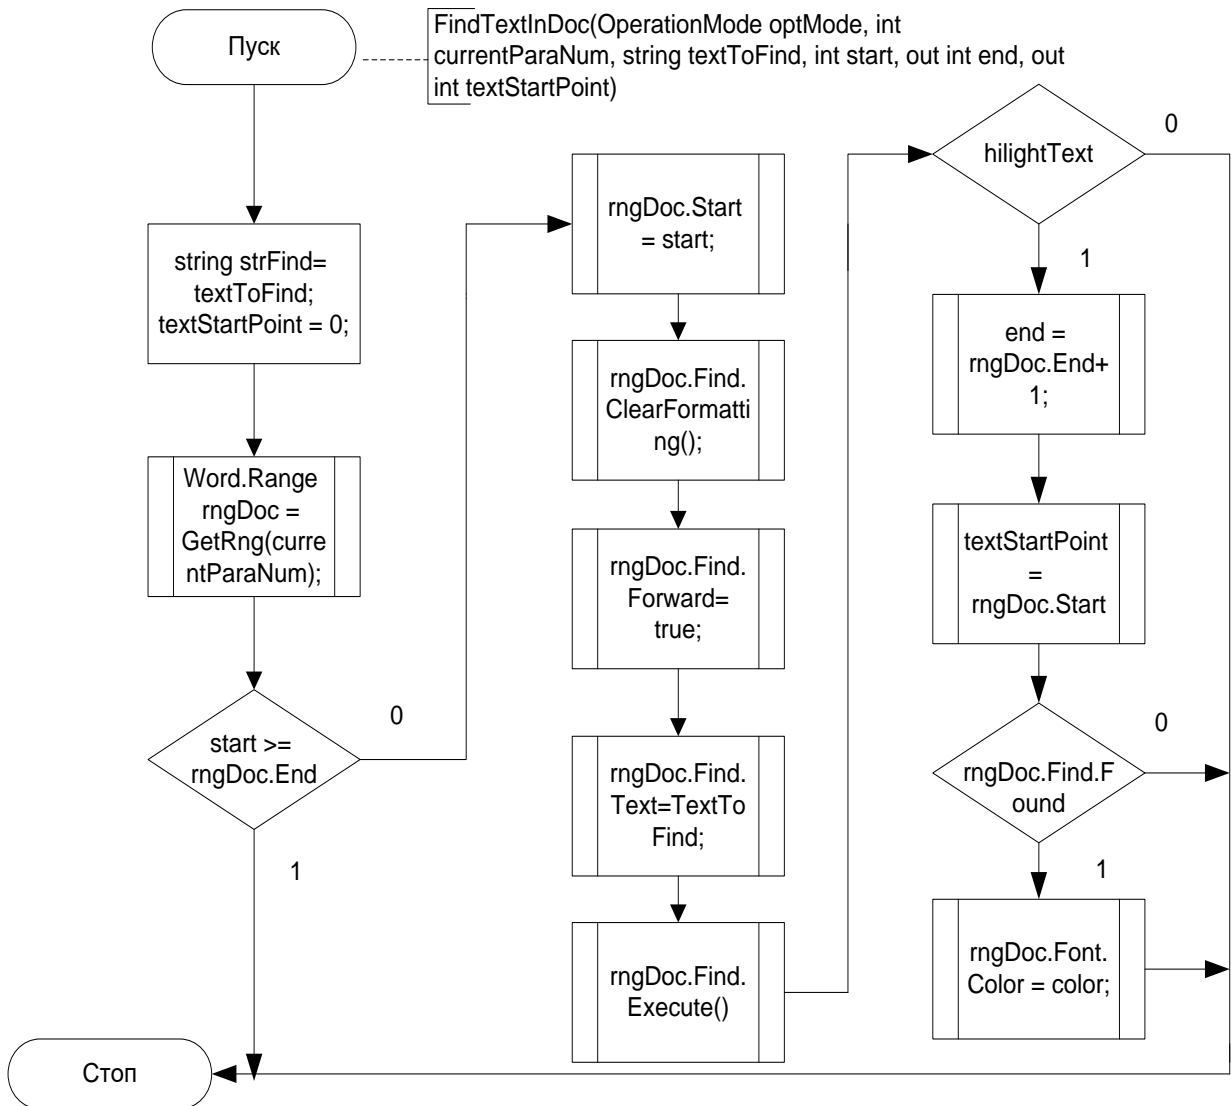 Пуск
FindTextInDoc(OperationMode optMode, int
currentParaNum, string textToFind, int start, out int end, out
int textStartPoint)
string strFind=
textToFind;
textStartPoint = 0;
Word.Range
rngDoc =
GetRng(curre
ntParaNum);
start >=
rngDoc.End
0
1
rngDoc.Start
= start;
rngDoc.Find.
ClearFormatti
ng();
rngDoc.Find.
Forward=
true;
rngDoc.Find.
Text=TextTo
Find;
rngDoc.Find.
Execute()
hilightText
0
1
end =
rngDoc.End+
1;
textStartPoint
=
rngDoc.Start
rngDoc.Find.F
ound
0
1
rngDoc.Font.
Color = color;
Стоп